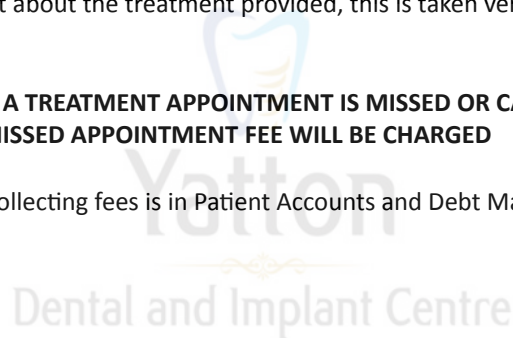 t about the treatment provided, this is taken ver
A TREATMENT APPOINTMENT IS MISSED OR CA
MISSED APPOINTMENT FEE WILL BE CHARGED
ollecting fees is in Patient Accounts and Debt Ma
Yatton
Dental and Implant Centre